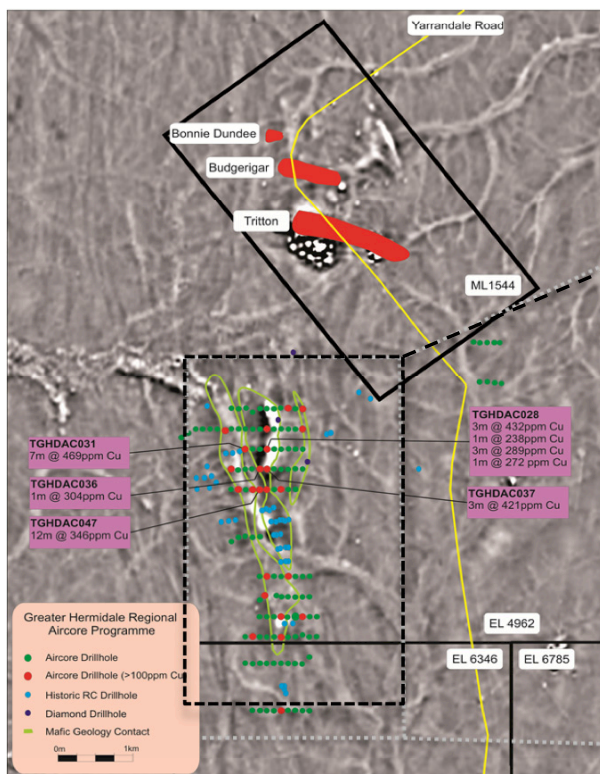 Yarrandale Road
Bonnie Dundee
Budgerigar
Tritton
ML1544
TGHDAC031
7m @ 469ppm Cu
TGHDAC036
1m @ 304ppm Cu
TGHDAC047
12m @ 346ppm Cu
TGHDAC028
3m @ 432ppm Cu
1m @ 238ppm Cu
3m @ 289ppm Cu
1m @ 272 ppm Cu
TGHDAC037
3m @ 421ppm Cu
EL 4962
EL 6346
EL 6785
Greater Hermidale Regional
Aircore Programme
Aircore Drillhole
Aircore Drillhole (>100ppm Cu)
Historic RC Drillhole
Diamond Drillhole
Mafic Geology Contact
0m
1km